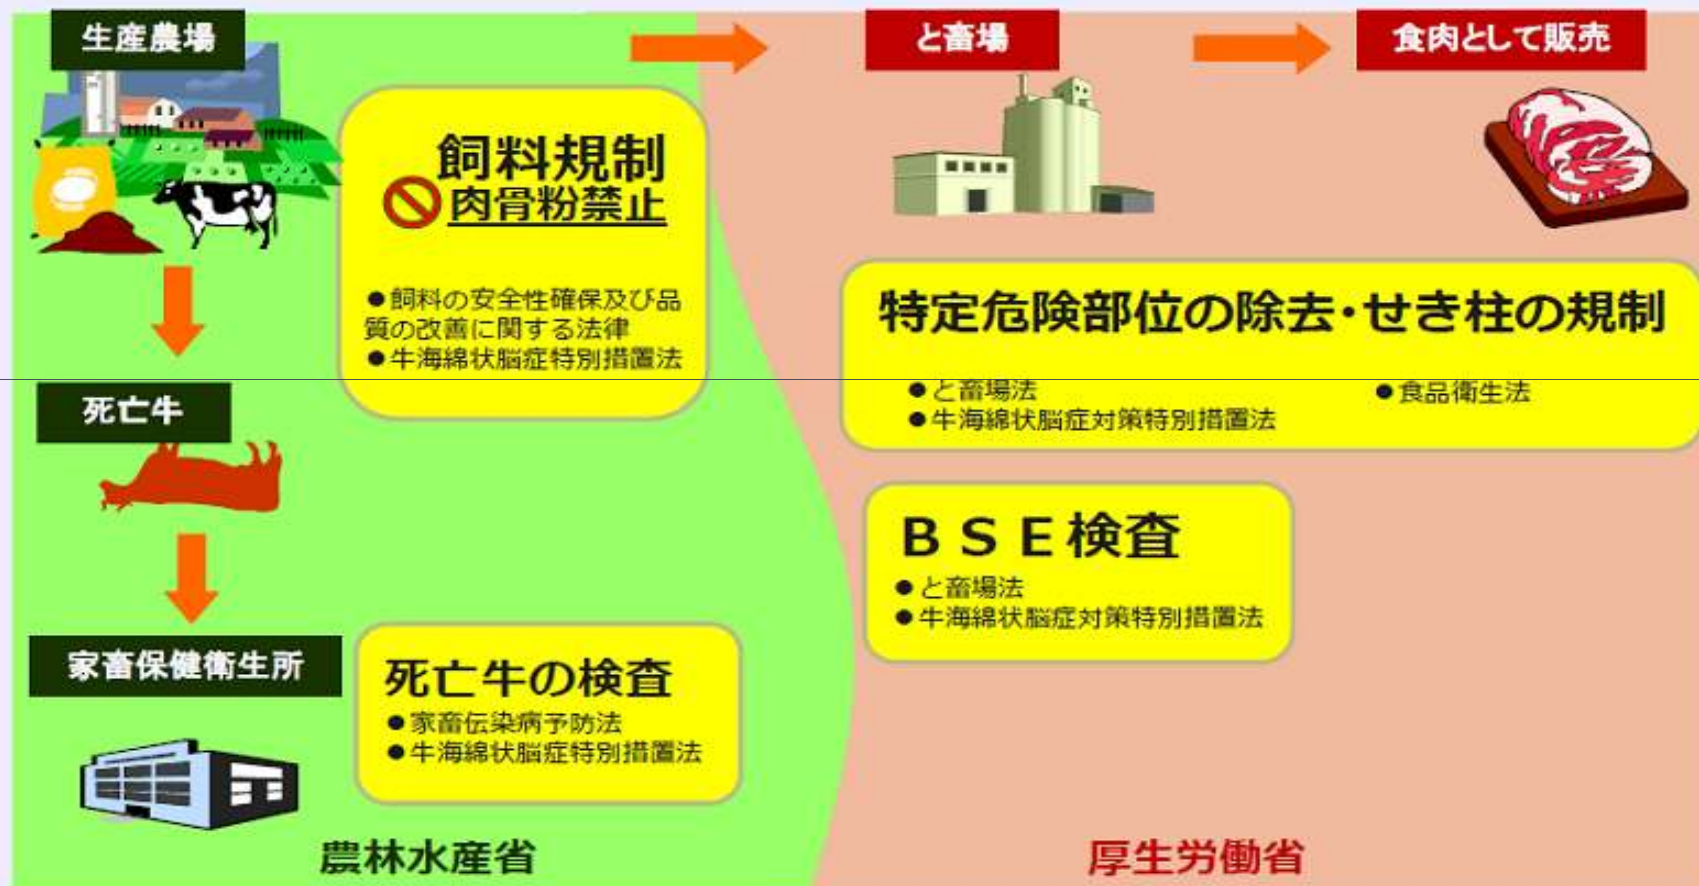 生産農場
と畜場
食肉として販売
飼料規制
肉骨粉禁止
●飼料の安全性確保及び品
質の改善に関する法律
●牛海綿状脳症特別措置法
特定危険部位の除去・せき柱の規制
●と畜場法
●牛海綿状脳症対策特別措置法
●食品衛生法
死亡牛
BSE検査
●と畜場法
●牛海綿状脳症対策特別措置法
家畜保健衛生所
死亡牛の検査
●家畜伝染病予防法
●牛海綿状脳症特別措置法
農林水産省
厚生労働省